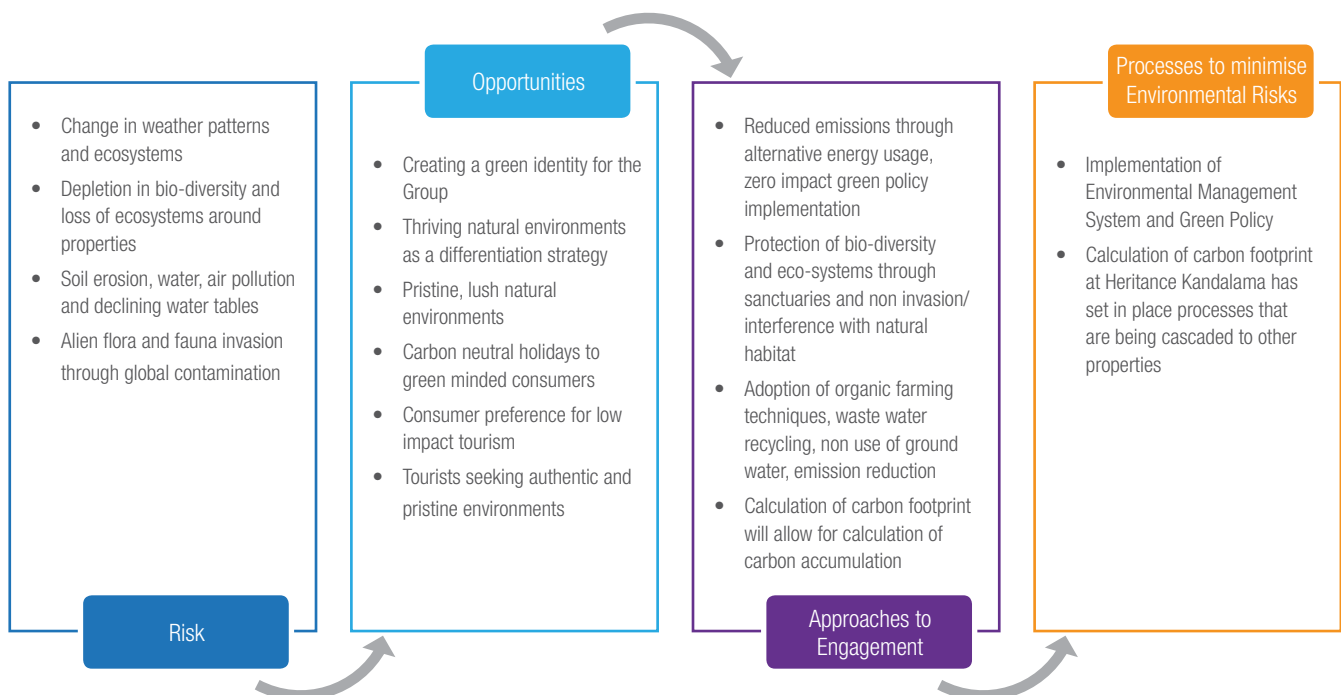 • Change in weather patterns
and ecosystems
• Depletion in bio-diversity and
loss of ecosystems around
properties
• Soil erosion, water, air pollution
and declining water tables
• Alien flora and fauna invasion
through global contamination
Risk
Opportunities
• Creating a green identity for the
Group
• Thriving natural environments
as a differentiation strategy
• Pristine, lush natural
environments
• Carbon neutral holidays to
green minded consumers
• Consumer preference for low
impact tourism
• Tourists seeking authentic and
pristine environments
• Reduced emissions through
alternative energy usage,
zero impact green policy
implementation
• Protection of bio-diversity
and eco-systems through
sanctuaries and non invasion/
interference with natural
habitat
• Adoption of organic farming
techniques, waste water
recycling, non use of ground
water, emission reduction
• Calculation of carbon footprint
will allow for calculation of
carbon accumulation
Approaches to
Engagement
Processes to minimise
Environmental Risks
• Implementation of
Environmental Management
System and Green Policy
• Calculation of carbon footprint
at Heritance Kandalama has
set in place processes that
are being cascaded to other
properties